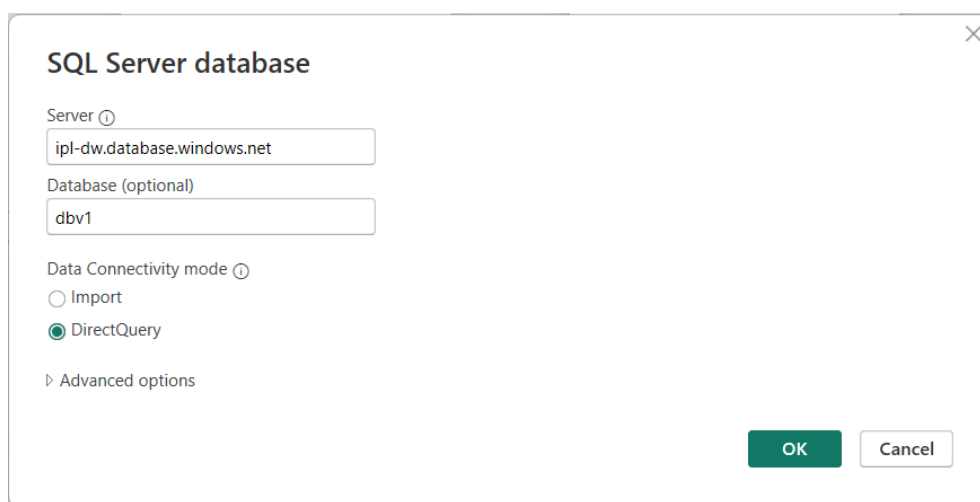 SQL Server database
Server
ipl-dw.database.windows.net
Database (optional)
dbv1
Data Connectivity mode
Import
DirectQuery
Advanced options
OK Cancel